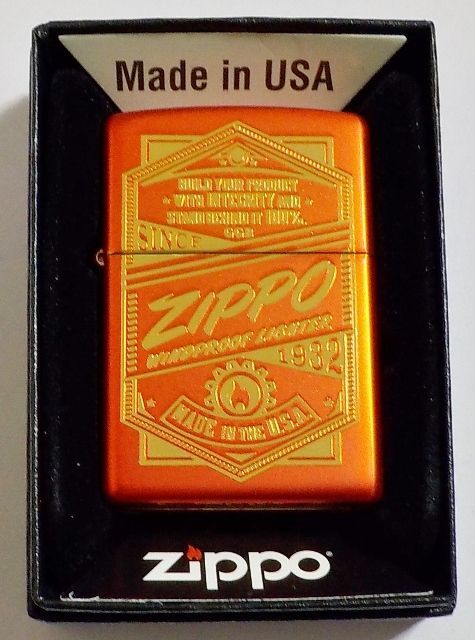 Made in USA
BUILD YOUR PRODUCT
WITH INTEGRITY AND
STAND BEHIND IT 100%.
GGB
SINCE
ZIPPO
WINDPROOF LIGHTER
1932
MADE IN THE U.S.A.
zippo®